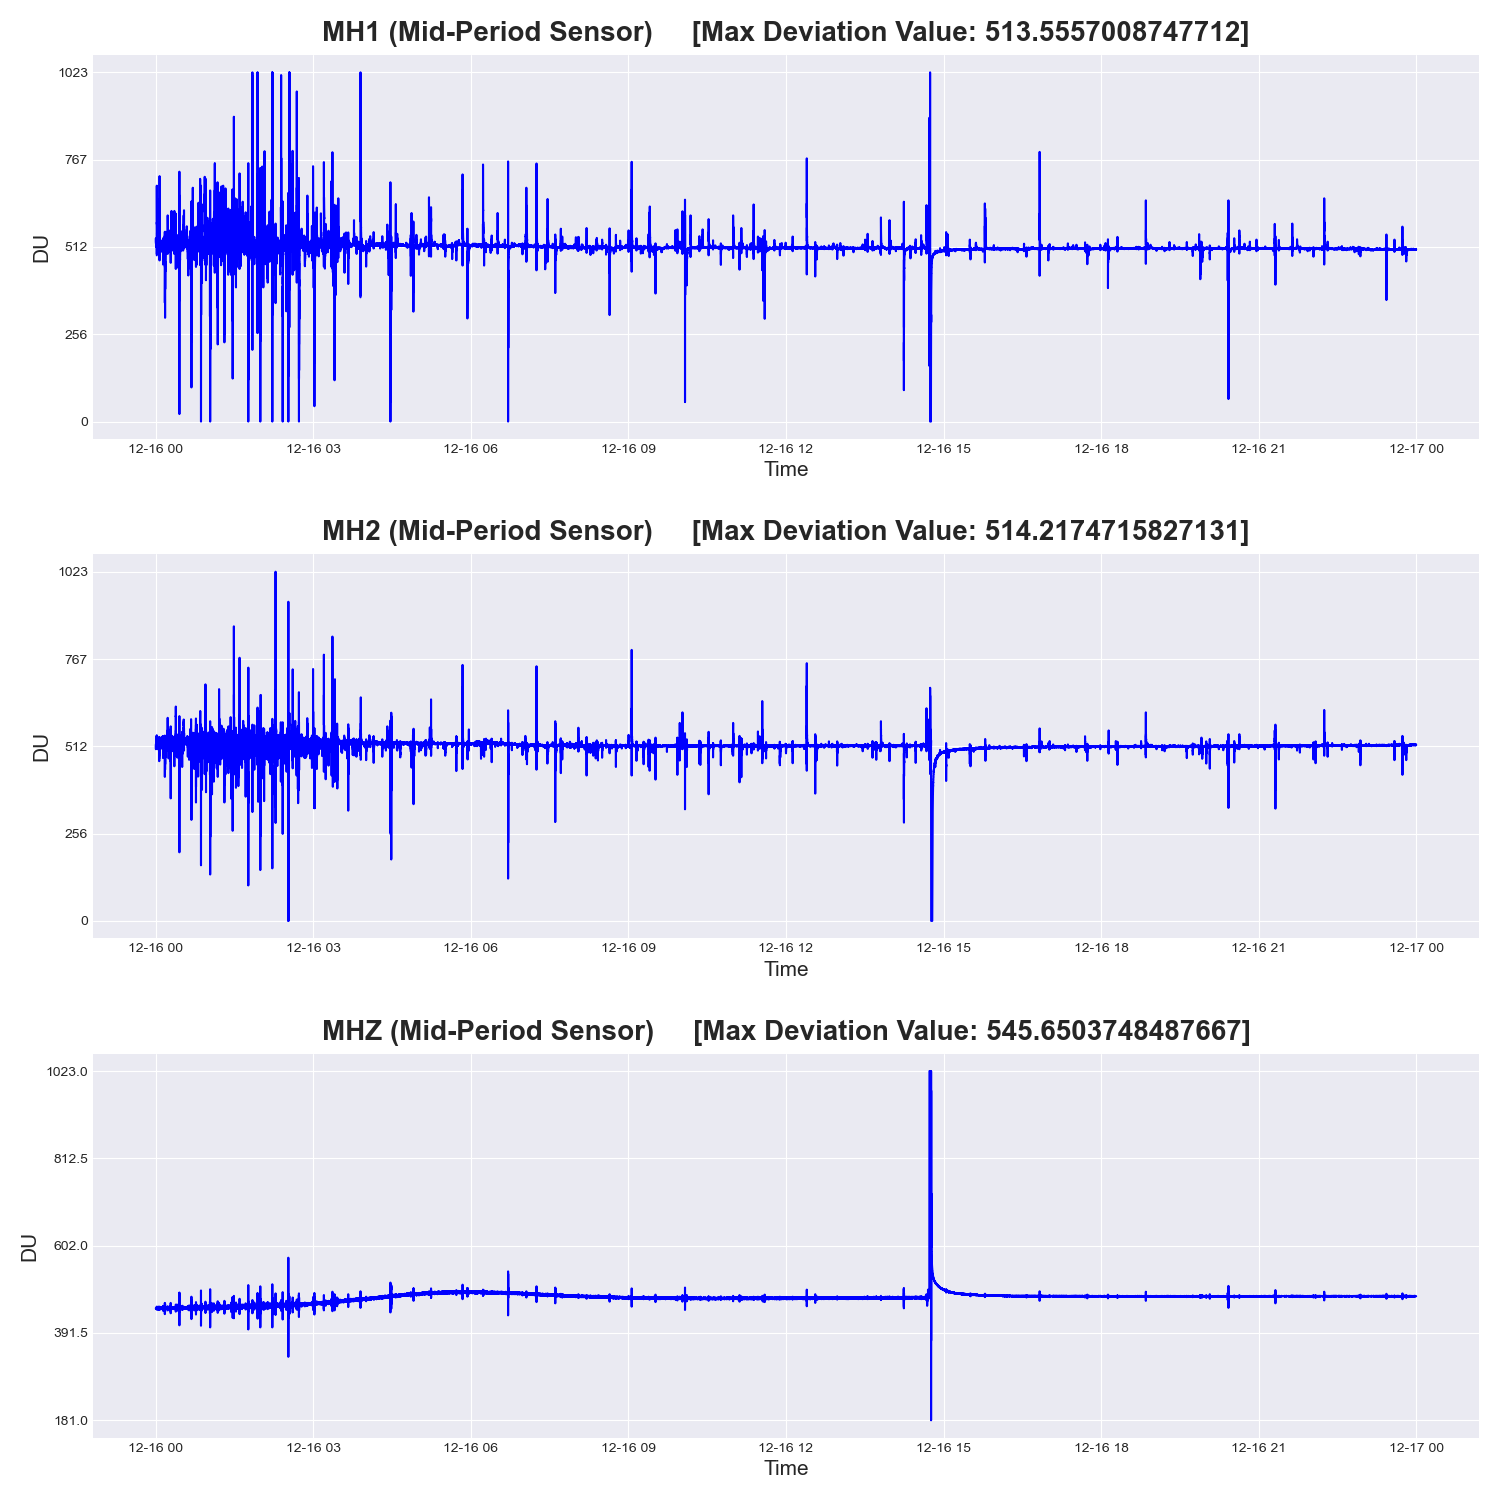 MH1 (Mid-Period Sensor) [Max Deviation Value: 513.5557008747712]
1023
767
512
256
0
DU
12-16 00 12-16 03 12-16 06 12-16 09 12-16 12 12-16 15 12-16 18 12-16 21 12-17 00
Time
MH2 (Mid-Period Sensor) [Max Deviation Value: 514.2174715827131]
1023
767
512
256
0
DU
12-16 00 12-16 03 12-16 06 12-16 09 12-16 12 12-16 15 12-16 18 12-16 21 12-17 00
Time
MHZ (Mid-Period Sensor) [Max Deviation Value: 545.6503748487667]
1023.0
812.5
602.0
391.5
181.0
DU
12-16 00 12-16 03 12-16 06 12-16 09 12-16 12 12-16 15 12-16 18 12-16 21 12-17 00
Time